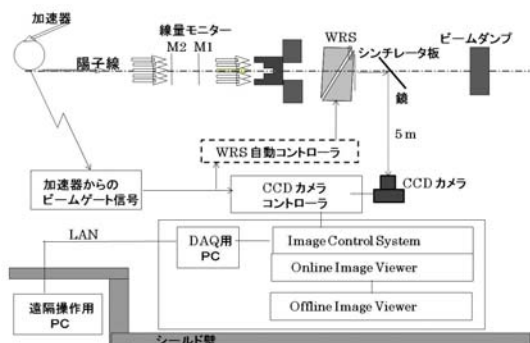 加速器
線量モニター
M2 M1
陽子線
WRS
シンチレータ板
鏡
ビームダンプ
5 m
WRS 自動コントローラ
加速器からの
ビームゲート信号
CCD カメラ
コントローラ
CCD カメラ
LAN
DAQ用
PC
Image Control System
Online Image Viewer
Offline Image Viewer
遠隔操作用
PC
シールド壁